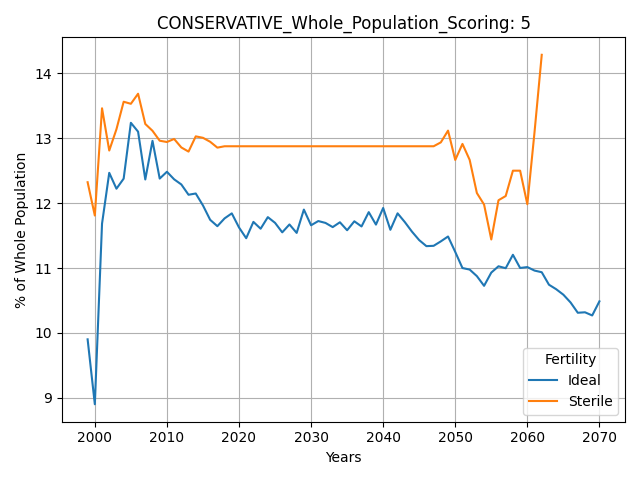 CONSERVATIVE_Whole_Population_Scoring: 5
% of Whole Population
14
13
12
11
10
9
2000 2010 2020 2030 2040 2050 2060 2070
Years
Fertility
Ideal
Sterile